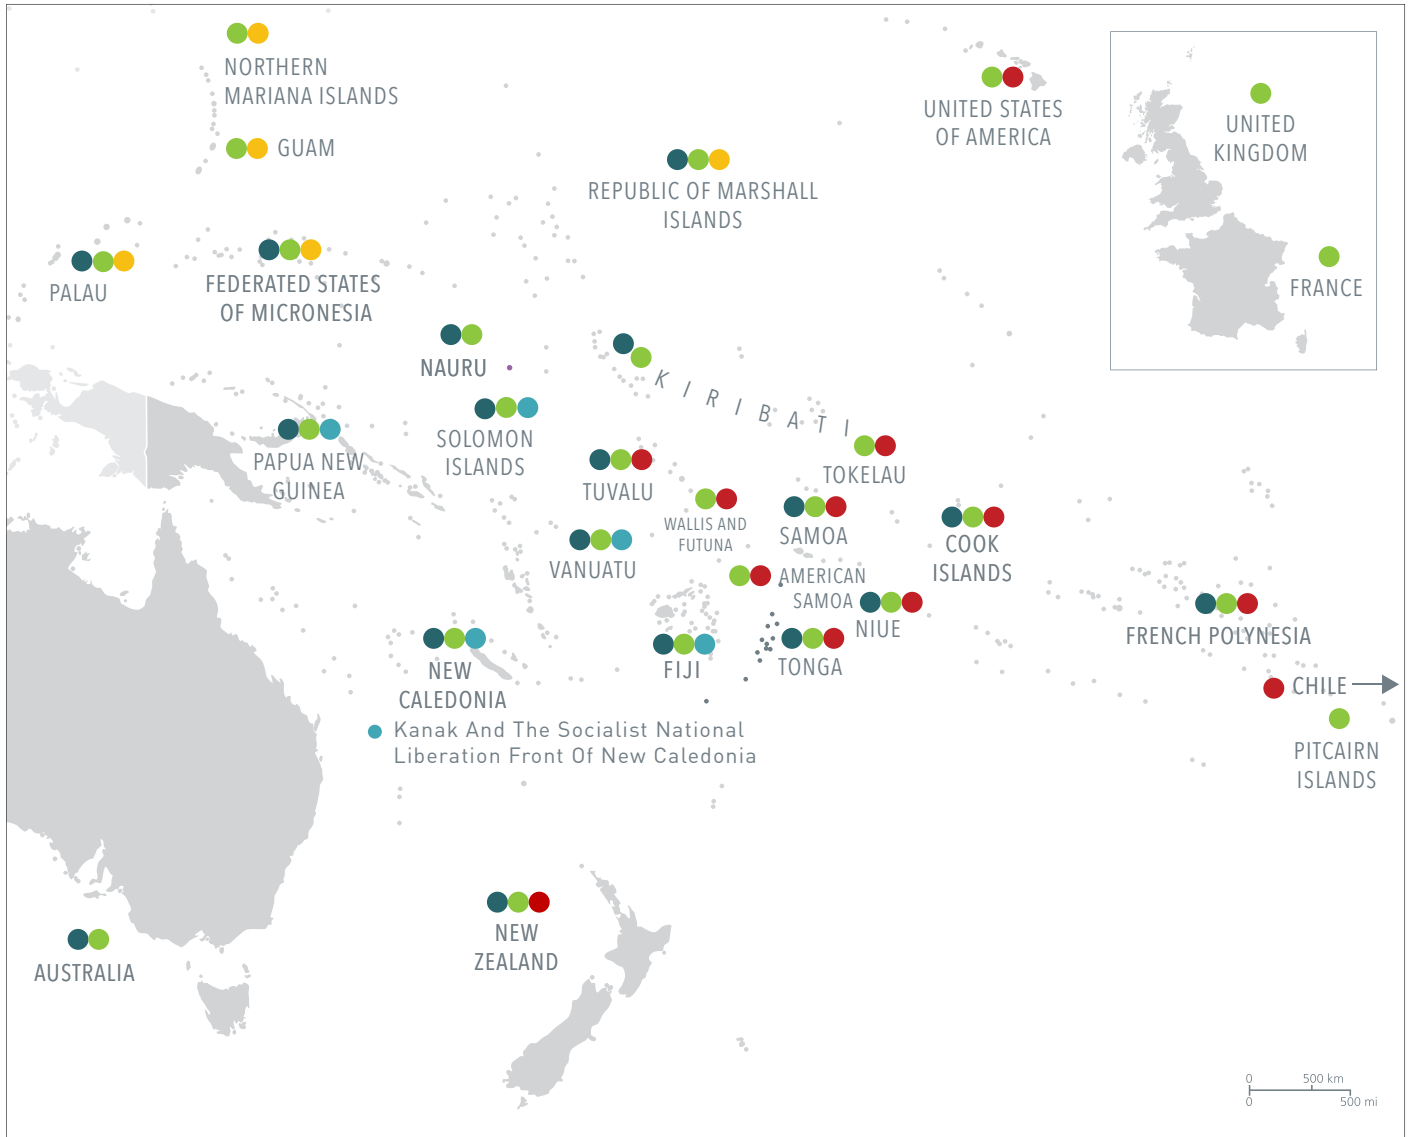 NORTHERN
MARIANA ISLANDS
GUAM
UNITED STATES
OF AMERICA
UNITED
KINGDOM
FRANCE
REPUBLIC OF MARSHALL
ISLANDS
PALAU
FEDERATED STATES
OF MICRONESIA
NAURU
KIRIBATI
SOLOMON
ISLANDS
PAPUA NEW
GUINEA
TUVALU
TOKELAU
WALLIS AND
FUTUNA
SAMOA
COOK
ISLANDS
VANUATU
AMERICAN
SAMOA
NIUE
FRENCH POLYNESIA
NEW
CALEDONIA
FIJI
TONGA
CHILE
Kanak And The Socialist National
Liberation Front Of New Caledonia
PITCAIRN
ISLANDS
NEW
ZEALAND
AUSTRALIA
0 500 km
0 500 mi